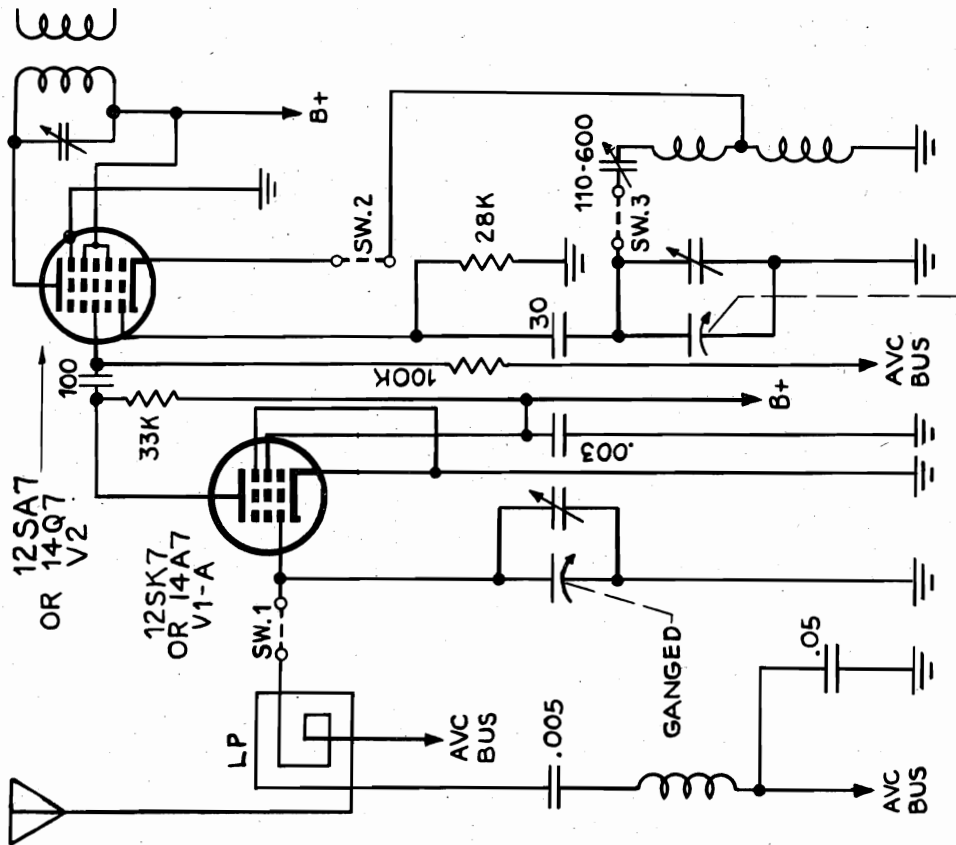 12SA7
OR 14Q7
V2
12SK7
OR 14A7
V1-A
SW.1
LP
AVC
BUS
.005
AVC
BUS
.05
GANGED
100
33K
100K
.003
B+
AVC
BUS
30
28K
SW.2
SW.3
110-600
B+